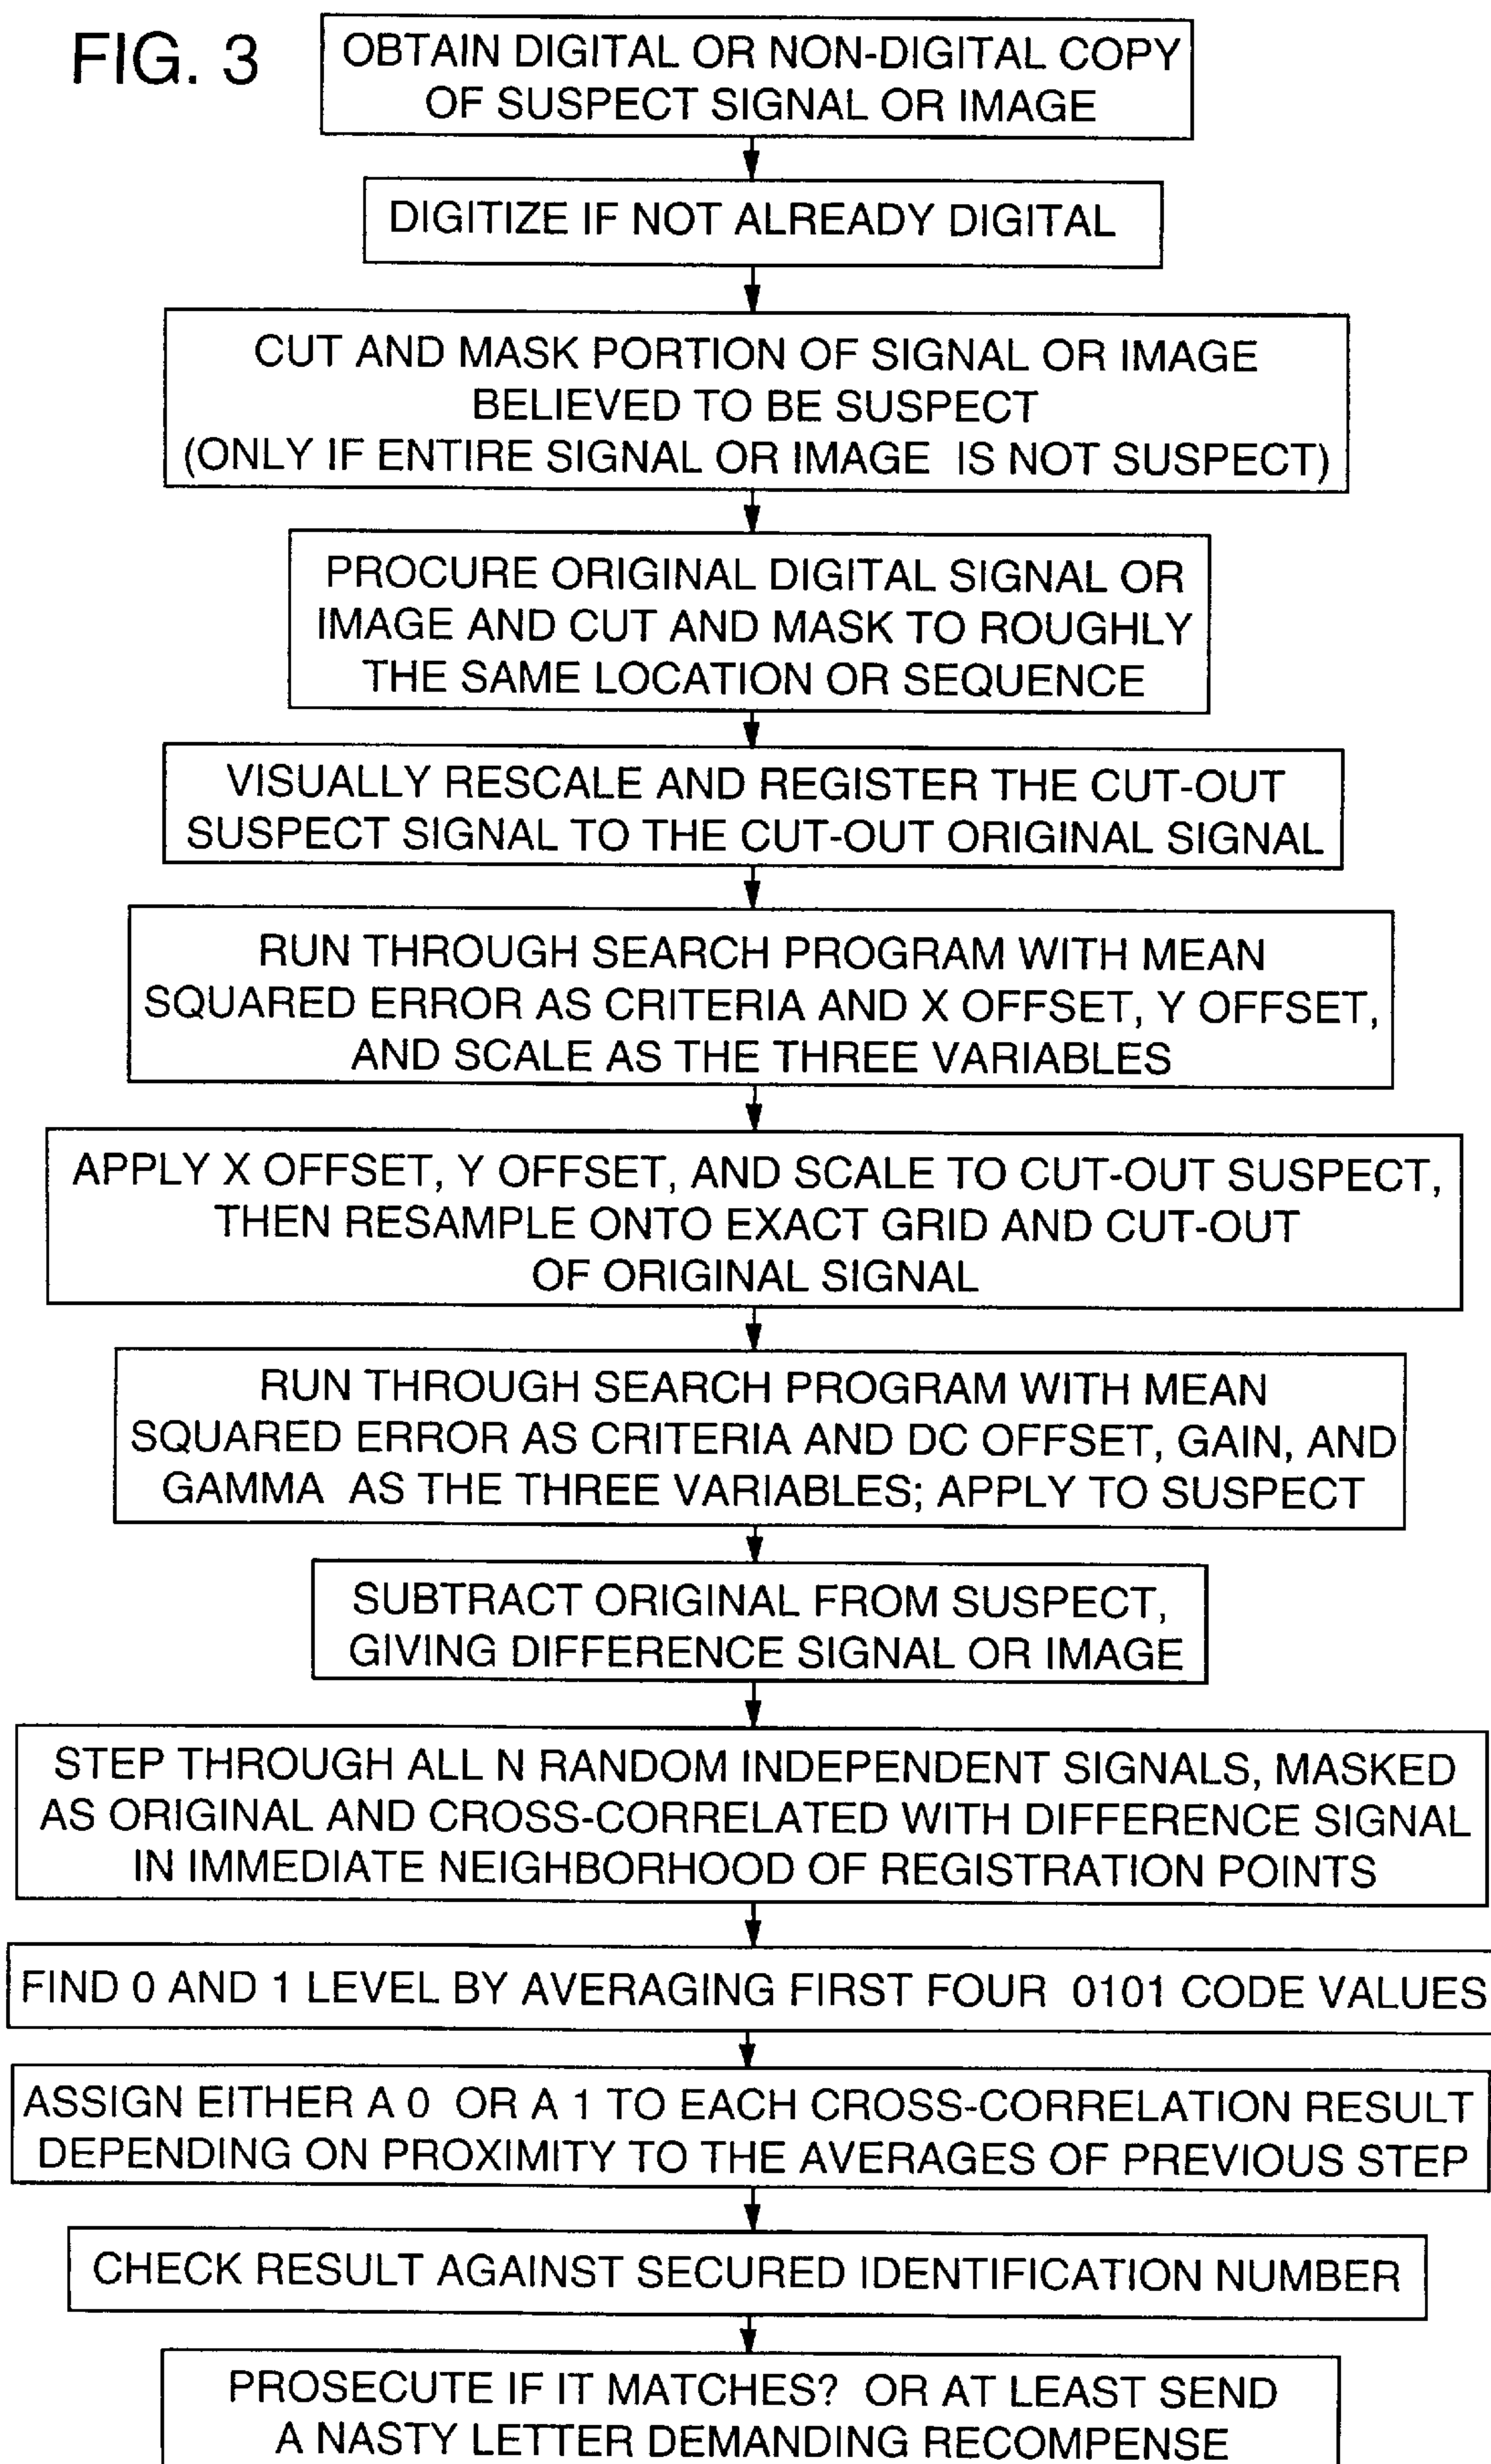 FIG. 3
OBTAIN DIGITAL OR NON-DIGITAL COPY
OF SUSPECT SIGNAL OR IMAGE
DIGITIZE IF NOT ALREADY DIGITAL
CUT AND MASK PORTION OF SIGNAL OR IMAGE
BELIEVED TO BE SUSPECT
(ONLY IF ENTIRE SIGNAL OR IMAGE IS NOT SUSPECT)
PROCURE ORIGINAL DIGITAL SIGNAL OR
IMAGE AND CUT AND MASK TO ROUGHLY
THE SAME LOCATION OR SEQUENCE
VISUALLY RESCALE AND REGISTER THE CUT-OUT
SUSPECT SIGNAL TO THE CUT-OUT ORIGINAL SIGNAL
RUN THROUGH SEARCH PROGRAM WITH MEAN
SQUARED ERROR AS CRITERIA AND X OFFSET, Y OFFSET,
AND SCALE AS THE THREE VARIABLES
APPLY X OFFSET, Y OFFSET, AND SCALE TO CUT-OUT SUSPECT,
THEN RESAMPLE ONTO EXACT GRID AND CUT-OUT
OF ORIGINAL SIGNAL
RUN THROUGH SEARCH PROGRAM WITH MEAN
SQUARED ERROR AS CRITERIA AND DC OFFSET, GAIN, AND
GAMMA AS THE THREE VARIABLES; APPLY TO SUSPECT
SUBTRACT ORIGINAL FROM SUSPECT,
GIVING DIFFERENCE SIGNAL OR IMAGE
STEP THROUGH ALL N RANDOM INDEPENDENT SIGNALS, MASKED
AS ORIGINAL AND CROSS-CORRELATED WITH DIFFERENCE SIGNAL
IN IMMEDIATE NEIGHBORHOOD OF REGISTRATION POINTS
FIND 0 AND 1 LEVEL BY AVERAGING FIRST FOUR 0101 CODE VALUES
ASSIGN EITHER A 0 OR A 1 TO EACH CROSS-CORRELATION RESULT
DEPENDING ON PROXIMITY TO THE AVERAGES OF PREVIOUS STEP
CHECK RESULT AGAINST SECURED IDENTIFICATION NUMBER
PROSECUTE IF IT MATCHES? OR AT LEAST SEND
A NASTY LETTER DEMANDING RECOMPENSE